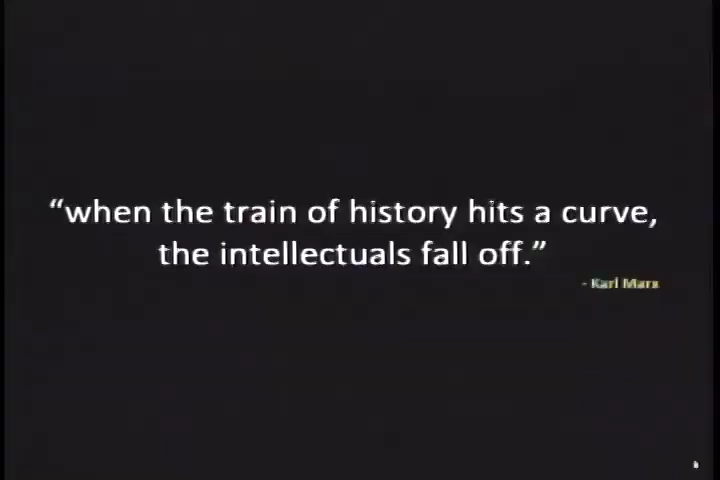 “when the train of history hits a curve,
the intellectuals fall off.”
- Karl Marx